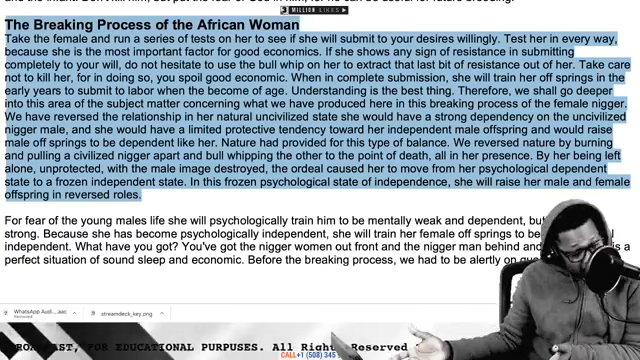 3 MILLION LIKES
The Breaking Process of the African Woman
Take the female and run a series of tests on her to see if she will submit to your desires willingly. Test her in every way,
because she is the most important factor for good economics. If she shows any sign of resistance in submitting
completely to your will, do not hesitate to use the bull whip on her to extract that last bit of resistance out of her. Take care
not to kill her, for in doing so, you spoil good economic. When in complete submission, she will train her off springs in the
early years to submit to labor when the become of age. Understanding is the best thing. Therefore, we shall go deeper
into this area of the subject matter concerning what we have produced here in this breaking process of the female nigger.
We have reversed the relationship in her natural uncivilized state she would have a strong dependency on the uncivilized
nigger male, and she would have a limited protective tendency toward her independent male offspring and would raise
male off springs to be dependent like her. Nature had provided for this type of balance. We reversed nature by burning
and pulling a civilized nigger apart and bull whipping the other to the point of death, all in her presence. By her being left
alone, unprotected, with the male image destroyed, the ordeal caused her to move from her psychological dependent
state to a frozen independent state. In this frozen psychological state of independence, she will raise her male and female
offspring in reversed roles.
For fear of the young males life she will psychologically train him to be mentally weak and dependent, but
strong. Because she has become psychologically independent, she will train her female off springs to be
independent. What have you got? You've got the nigger women out front and the nigger man behind and is a
perfect situation of sound sleep and economic. Before the breaking process, we had to be alertly on
WhatsApp Aud....aac
Removed
streamdeck_key.png
FOR EDUCATIONAL PURPUSES. All Reserved
CALL+1 (508) 345